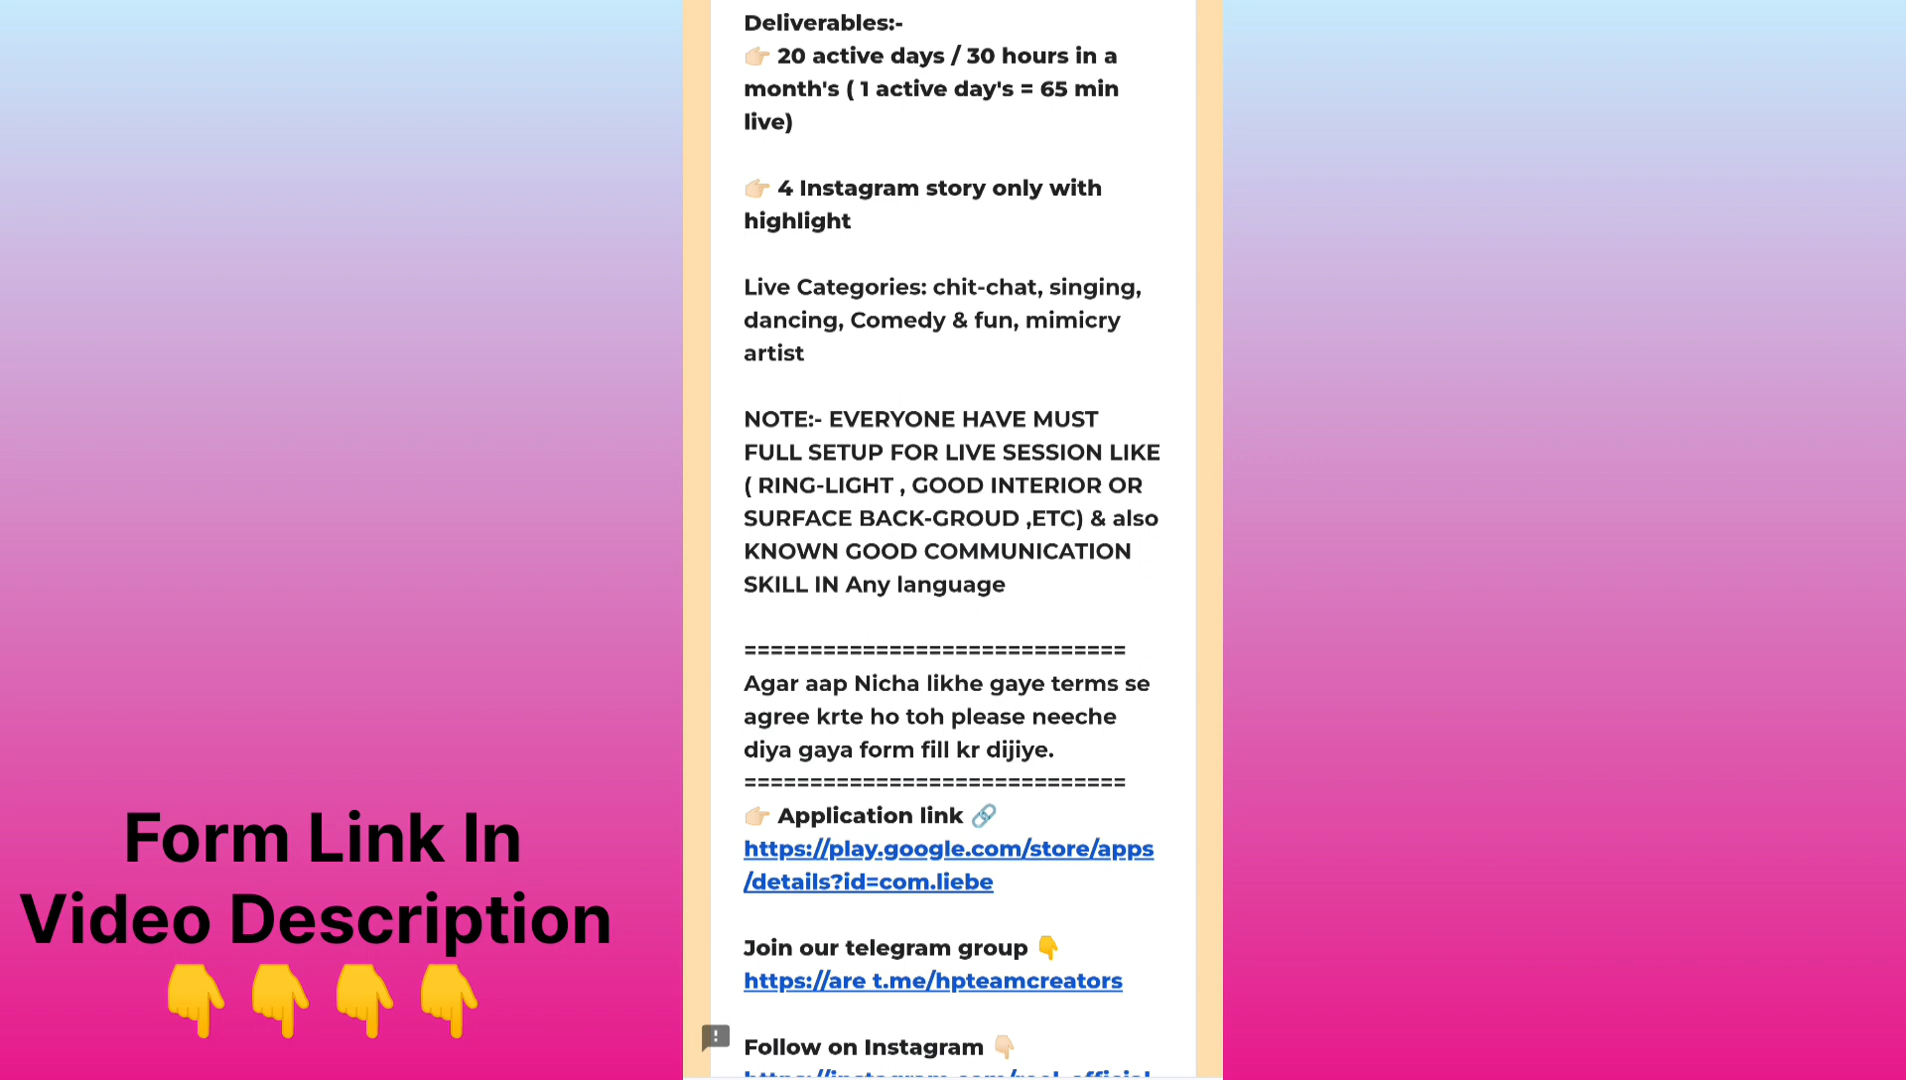 Deliverables:-
👉🏻 20 active days / 30 hours in a
month's ( 1 active day's = 65 min
live)
👉🏻 4 Instagram story only with
highlight
Live Categories: chit-chat, singing,
dancing, Comedy & fun, mimicry
artist
NOTE:- EVERYONE HAVE MUST
FULL SETUP FOR LIVE SESSION LIKE
( RING-LIGHT , GOOD INTERIOR OR
SURFACE BACK-GROUD ,ETC) & also
KNOWN GOOD COMMUNICATION
SKILL IN Any language
=============================
Agar aap Nicha likhe gaye terms se
agree krte ho toh please neeche
diya gaya form fill kr dijiye.
=============================
👉🏻 Application link 🔗
https://play.google.com/store/apps
/details?id=com.liebe
Join our telegram group 👇
https://are t.me/hpteamcreators
Follow on Instagram 👇🏻
Form Link In
Video Description
👇👇👇👇